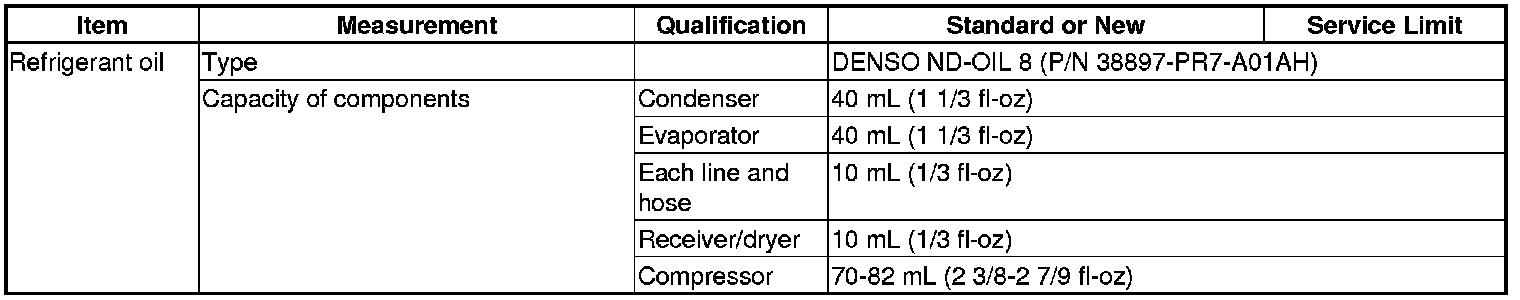 Item Measurement Qualification Standard or New Service Limit
Refrigerant oil Type DENSO ND-OIL 8 (P/N 38897-PR7-A01AH)
Capacity of components Condenser 40 mL (1 1/3 fl-oz)
Evaporator 40 mL (1 1/3 fl-oz)
Each line and 10 mL (1/3 fl-oz)
hose
Receiver/dryer 10 mL (1/3 fl-oz)
Compressor 70-82 mL (2 3/8-2 7/9 fl-oz)